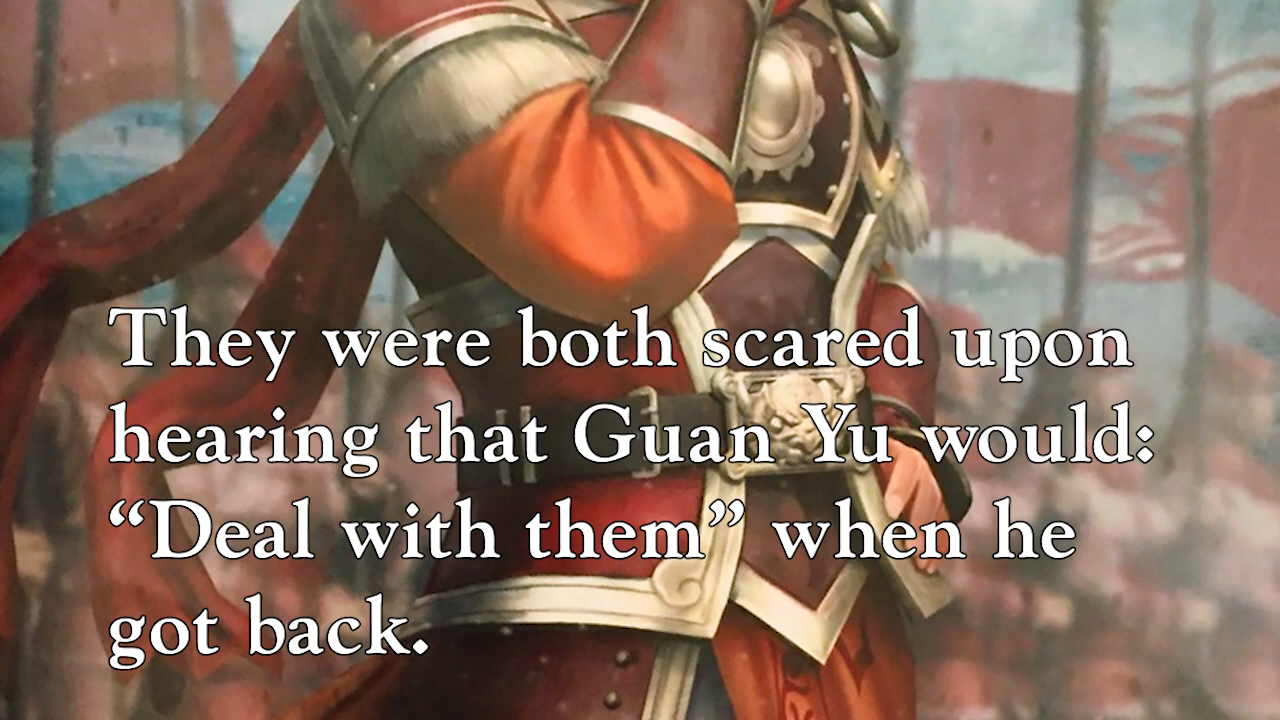 They were both scared upon
hearing that Guan Yu would:
“Deal with them” when he
got back.